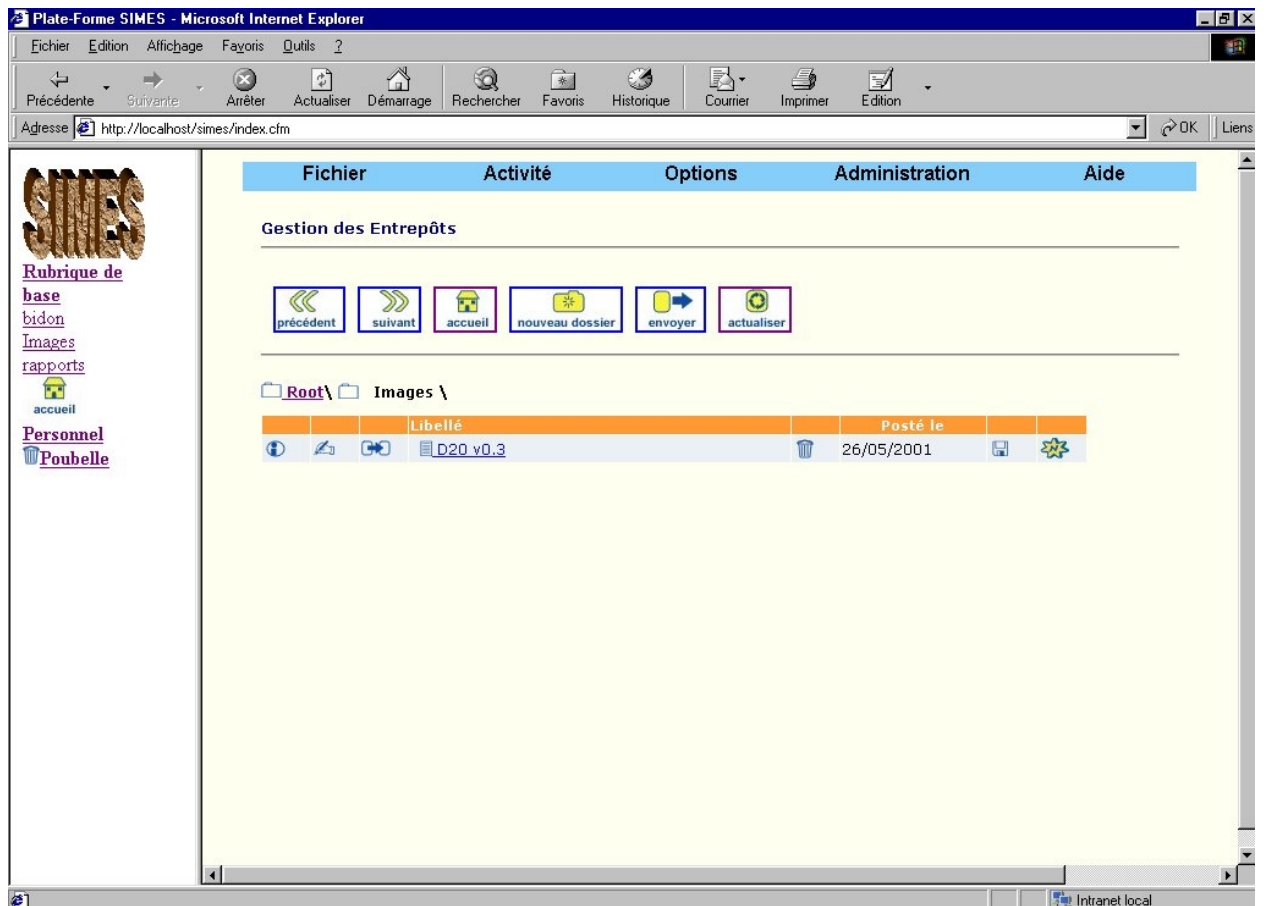 Plate-Forme SIMES - Microsoft Internet Explorer
Fichier Edition Affichage Favoris Outils ?
Précédente Suivante Arrêter Actualiser Démarrage Rechercher Favoris Historique Courrier Imprimer Edition
Adresse http://localhost/simes/index.cfm OK Liens
SIMES
Rubrique de
base
bidon
Images
rapports
accueil
Personnel
Poubelle
Fichier Activité Options Administration Aide
Gestion des Entrepôts
précédent suivant accueil nouveau dossier envoyer actualiser
Root\ Images \
Libellé Posté le
D20 v0.3 26/05/2001
Intranet local